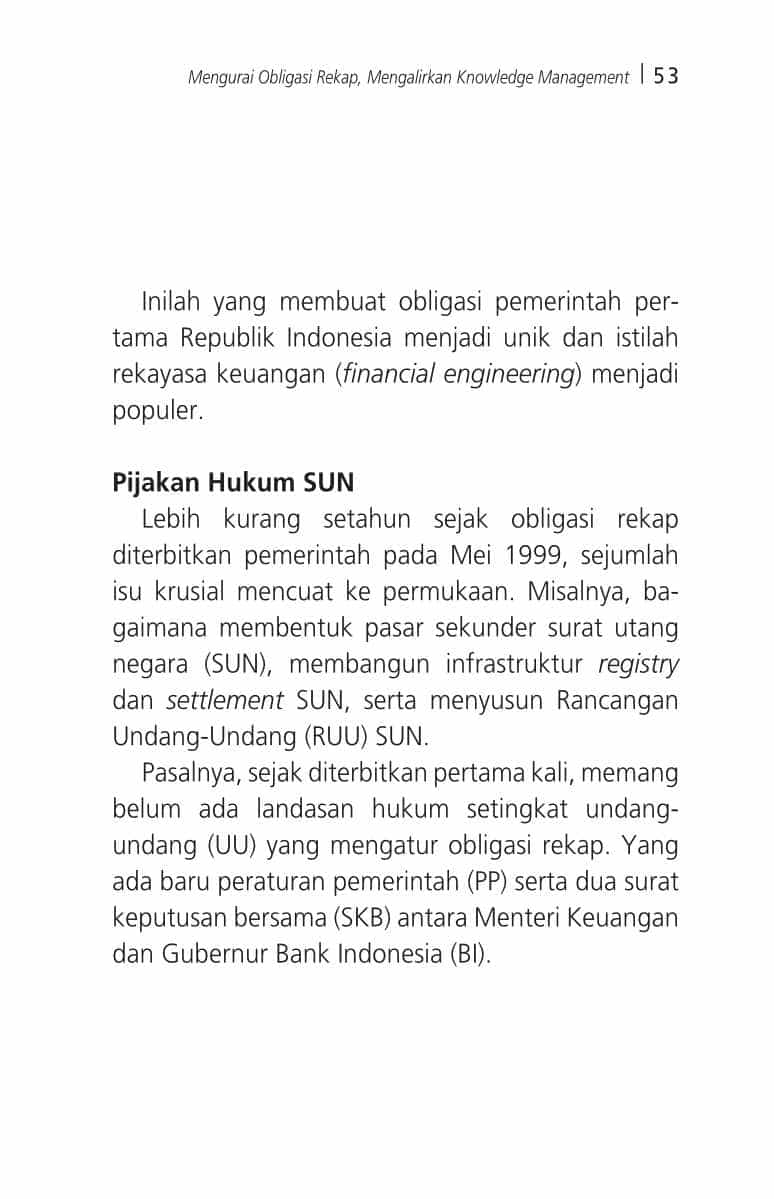 Mengurai Obligasi Rekap, Mengalirkan Knowledge Management | 53
Inilah yang membuat obligasi pemerintah per-
tama Republik Indonesia menjadi unik dan istilah
rekayasa keuangan (financial engineering) menjadi
populer.
Pijakan Hukum SUN
Lebih kurang setahun sejak obligasi rekap
diterbitkan pemerintah pada Mei 1999, sejumlah
isu krusial mencuat ke permukaan. Misalnya, ba-
gaimana membentuk pasar sekunder surat utang
negara (SUN), membangun infrastruktur registry
dan settlement SUN, serta menyusun Rancangan
Undang-Undang (RUU) SUN.
Pasalnya, sejak diterbitkan pertama kali, memang
belum ada landasan hukum setingkat undang-
undang (UU) yang mengatur obligasi rekap. Yang
ada baru peraturan pemerintah (PP) serta dua surat
keputusan bersama (SKB) antara Menteri Keuangan
dan Gubernur Bank Indonesia (BI).